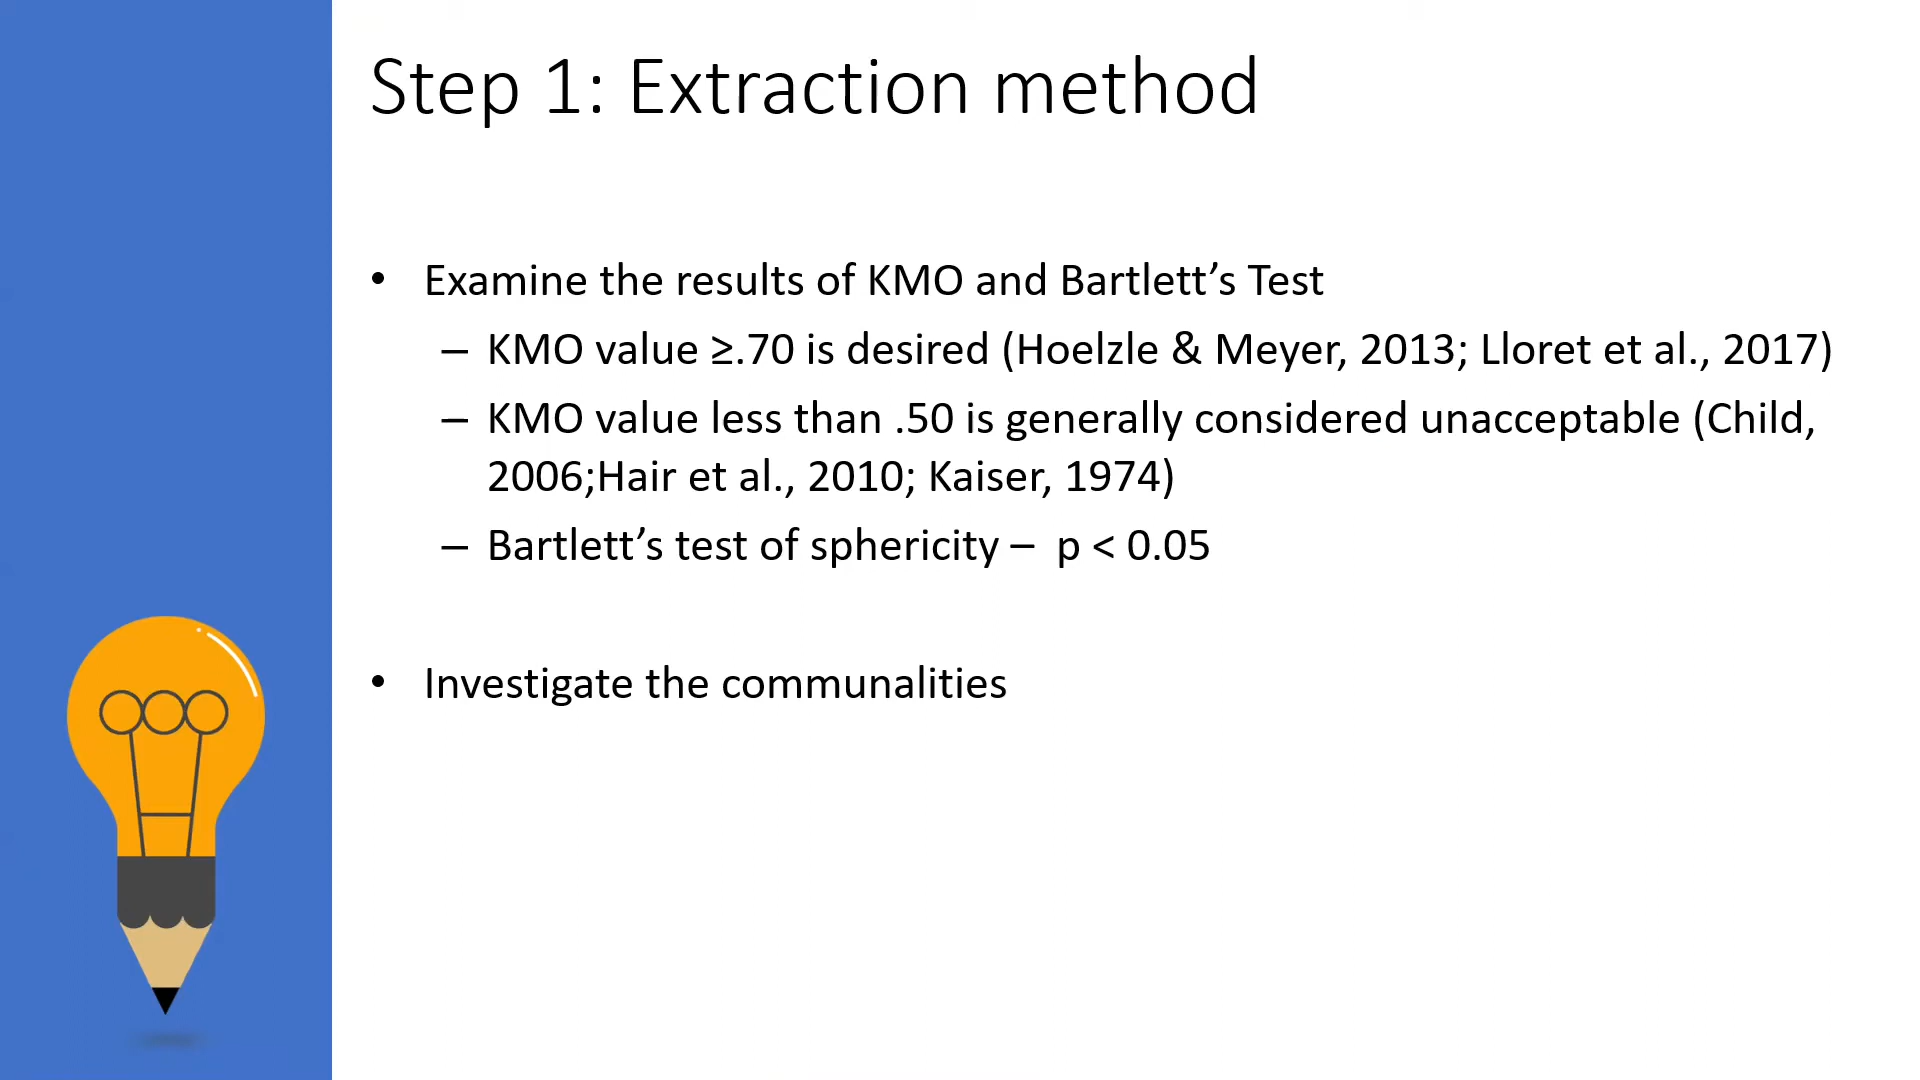 Step 1: Extraction method
• Examine the results of KMO and Bartlett’s Test
– KMO value ≥.70 is desired (Hoelzle & Meyer, 2013; Lloret et al., 2017)
– KMO value less than .50 is generally considered unacceptable (Child,
2006;Hair et al., 2010; Kaiser, 1974)
– Bartlett’s test of sphericity – p < 0.05
• Investigate the communalities